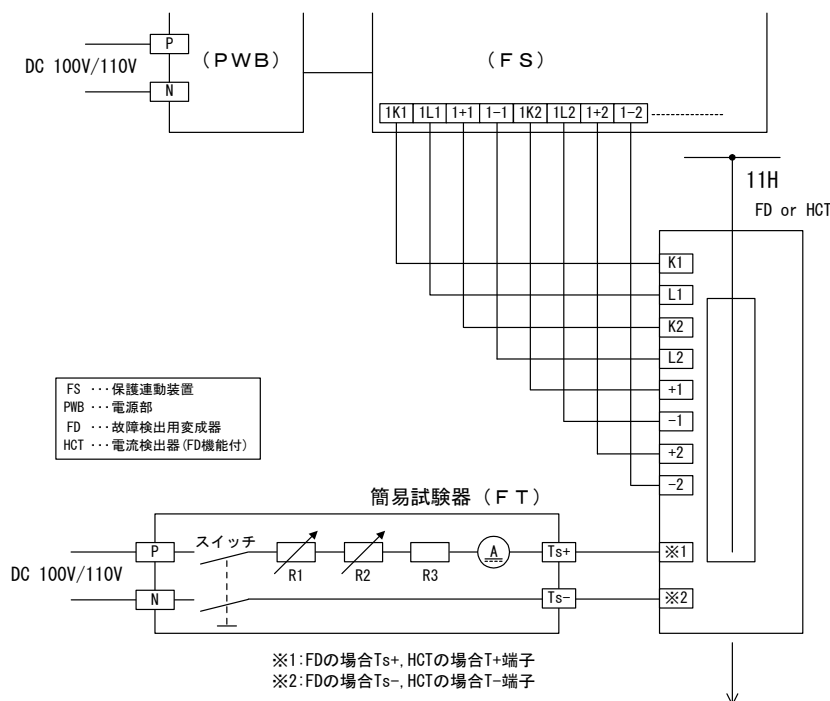 DC 100V/110V
P
N
(PWB)
(FS)
1K1 1L1 1+1 1-1 1K2 1L2 1+2 1-2
11H
FD or HCT
K1
L1
K2
L2
+1
-1
+2
-2
※1
※2
FS ・・・保護連動装置
PWB ・・・電源部
FD ・・・故障検出用変成器
HCT ・・・電流検出器(FD機能付)
簡易試験器(FT)
DC 100V/110V
P
N
スイッチ
R1
R2
R3
A
Ts+
Ts-
※1:FDの場合Ts+,HCTの場合T+端子
※2:FDの場合Ts-,HCTの場合T-端子